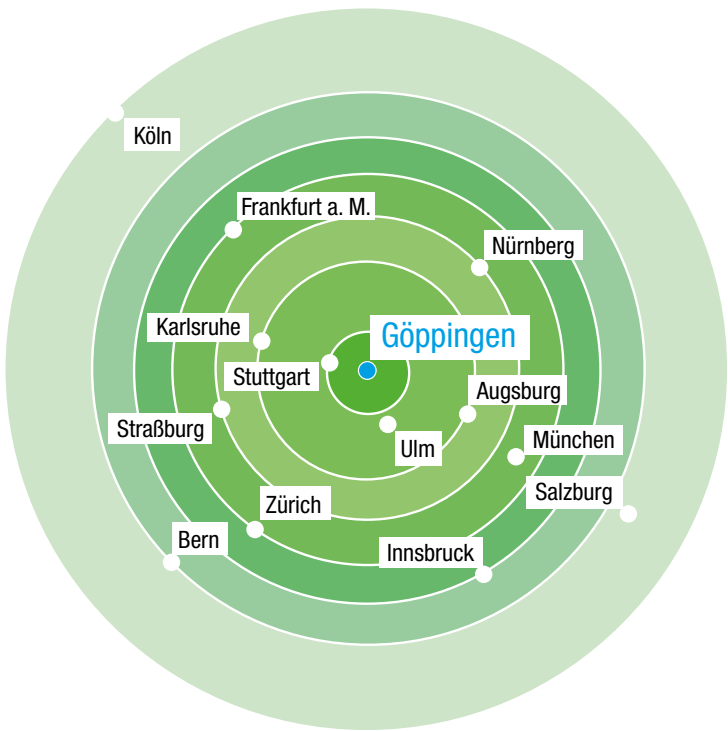 Köln
Frankfurt a. M.
Nürnberg
Karlsruhe
Göppingen
Stuttgart
Augsburg
Straßburg
Ulm
München
Salzburg
Zürich
Bern
Innsbruck